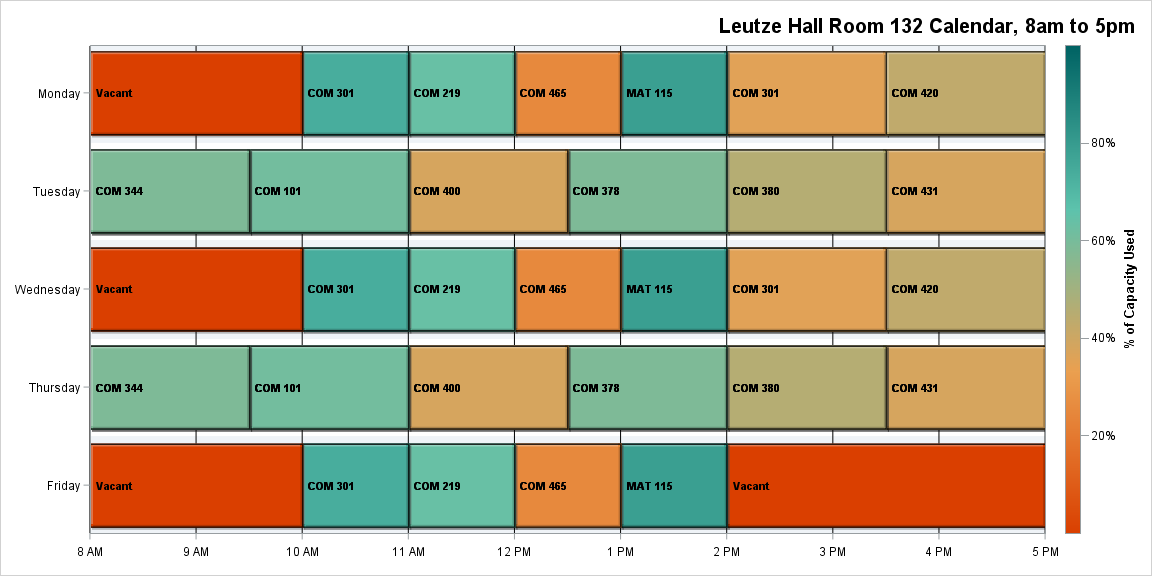 Leutze Hall Room 132 Calendar, 8am to 5pm
Monday
Vacant
COM 301
COM 219
COM 465
MAT 115
COM 301
COM 420
Tuesday
COM 344
COM 101
COM 400
COM 378
COM 380
COM 431
Wednesday
Vacant
COM 301
COM 219
COM 465
MAT 115
COM 301
COM 420
Thursday
COM 344
COM 101
COM 400
COM 378
COM 380
COM 431
Friday
Vacant
COM 301
COM 219
COM 465
MAT 115
Vacant
8 AM
9 AM
10 AM
11 AM
12 PM
1 PM
2 PM
3 PM
4 PM
5 PM
80%
60%
40%
20%
% of Capacity Used